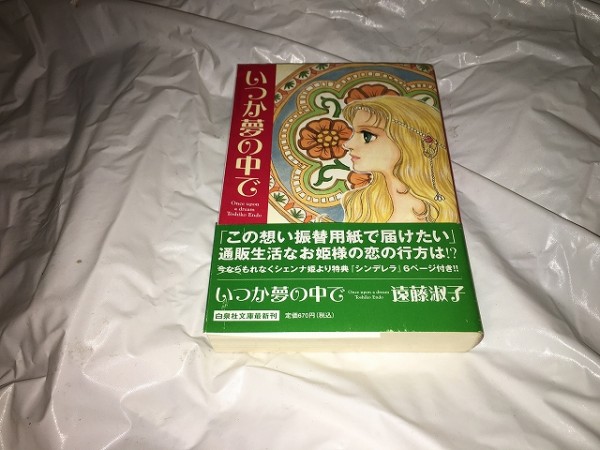 いつか夢の中で
Once upon
a dream
Toshiko Endo
「この想い振替用紙で届けたい」
通販生活なお姫様の恋の行方は!?
今ならもれなくシェンナ姫より特典『シンデレラ』6ページ付き!!
いつか夢の中で Once upon a dream Toshiko Endo 遠藤淑子
白泉社文庫最新刊 定価670円(税込)